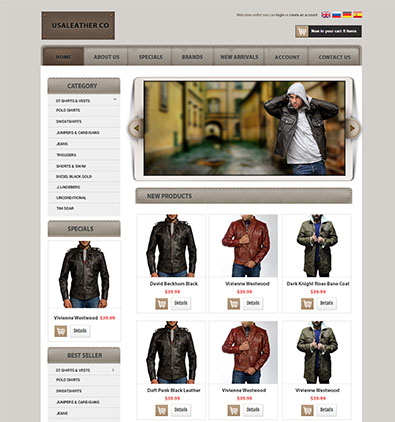 USALEATHER CO
Welcome visitor you can login or create an account
Now in your cart 0 items
HOME
ABOUT US
SPECIALS
BRANDS
NEW ARRIVALS
ACCOUNT
CONTACT US
CATEGORY
ST-SHIRTS & VESTS
POLO SHIRTS
SWEATSHIRTS
JUMPERS & CARDIGANS
JEANS
TROUSERS
SHORTS & SWIM
DIESEL BLACK GOLD
J.LINDEBERG
UNCONDITIONAL
TIM SOAR
SPECIALS
Vivienne Westwood $39.99
Details
BEST SELLER
ST-SHIRTS & VESTS
POLO SHIRTS
SWEATSHIRTS
JUMPERS & CARDIGANS
JEANS
NEW PRODUCTS
David Beckham Black
$39.99
Details
Vivienne Westwood
$39.99
Details
Dark Knight Rises Bane Coat
$39.99
Details
Daft Punk Black Leather
$39.99
Details
Vivienne Westwood
$39.99
Details
Vivienne Westwood
$39.99
Details